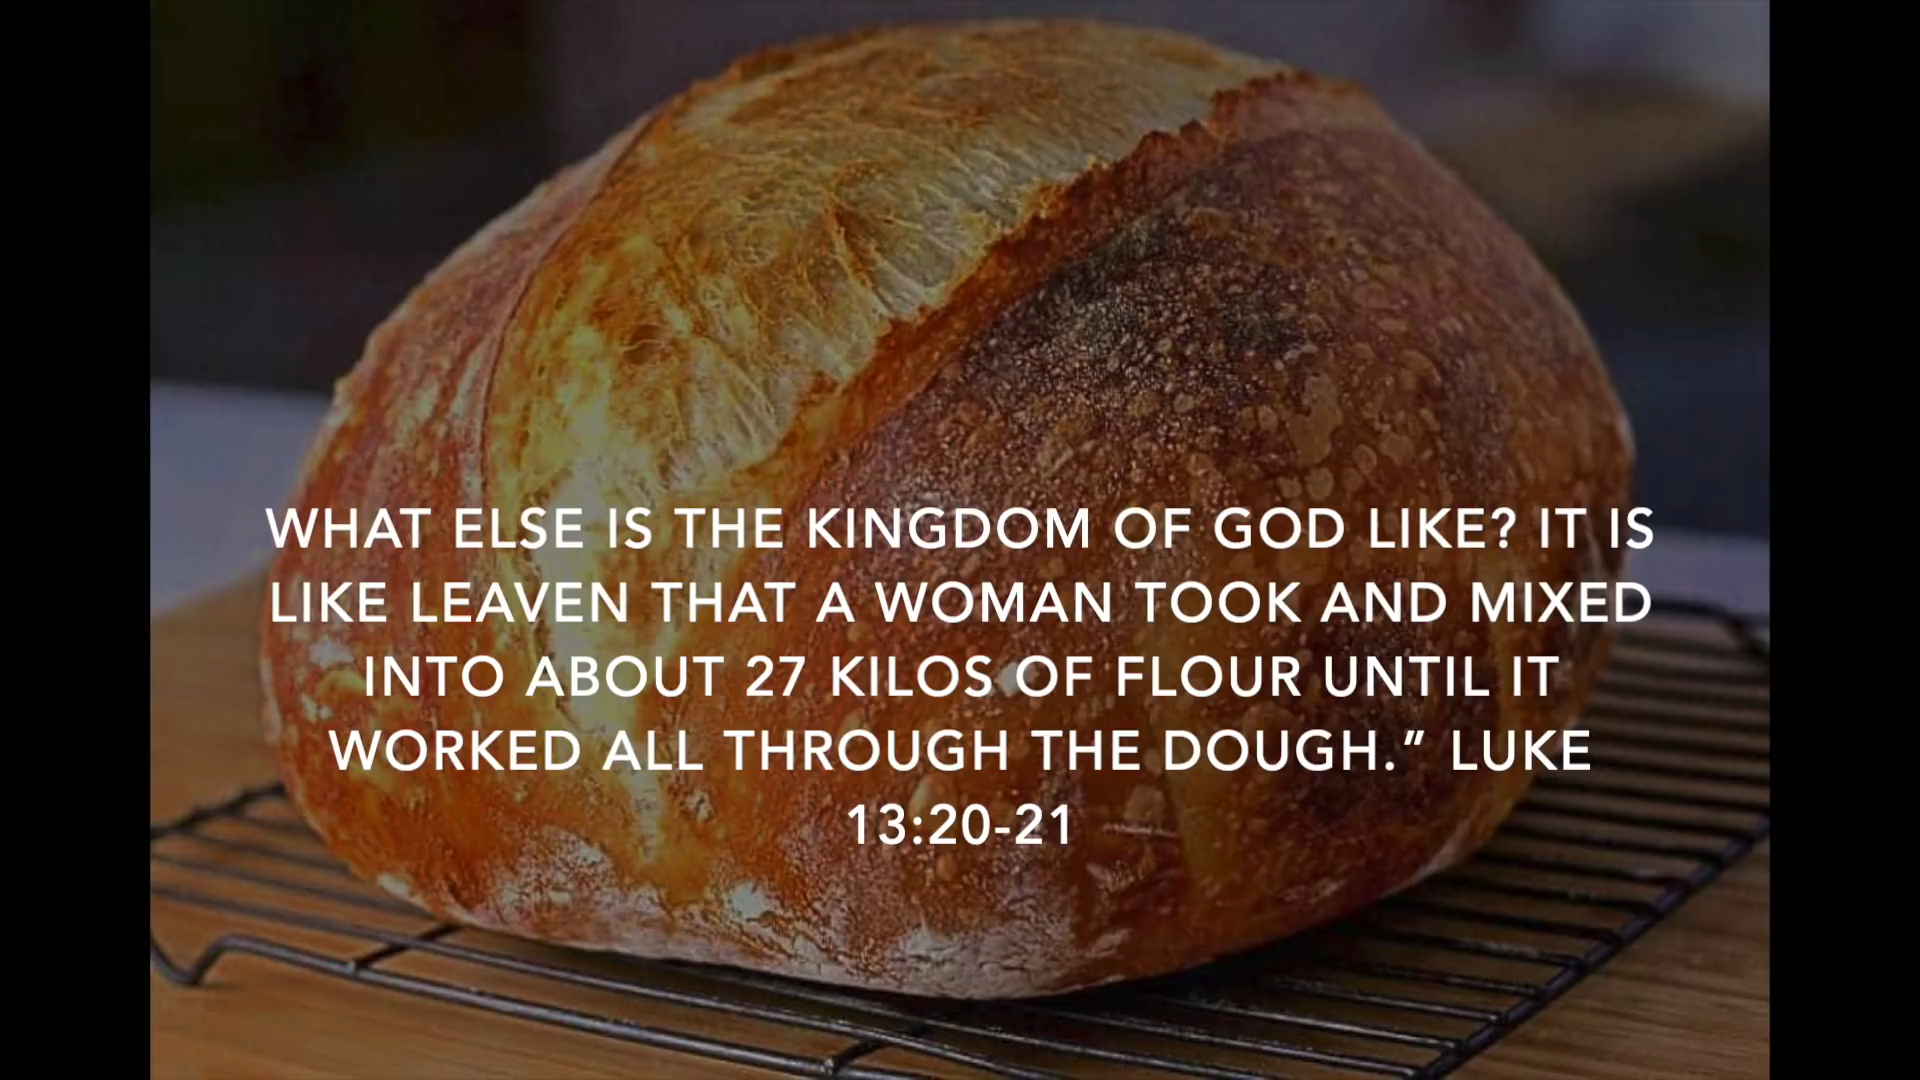 WHAT ELSE IS THE KINGDOM OF GOD LIKE? IT IS
LIKE LEAVEN THAT A WOMAN TOOK AND MIXED
INTO ABOUT 27 KILOS OF FLOUR UNTIL IT
WORKED ALL THROUGH THE DOUGH.” LUKE
13:20-21